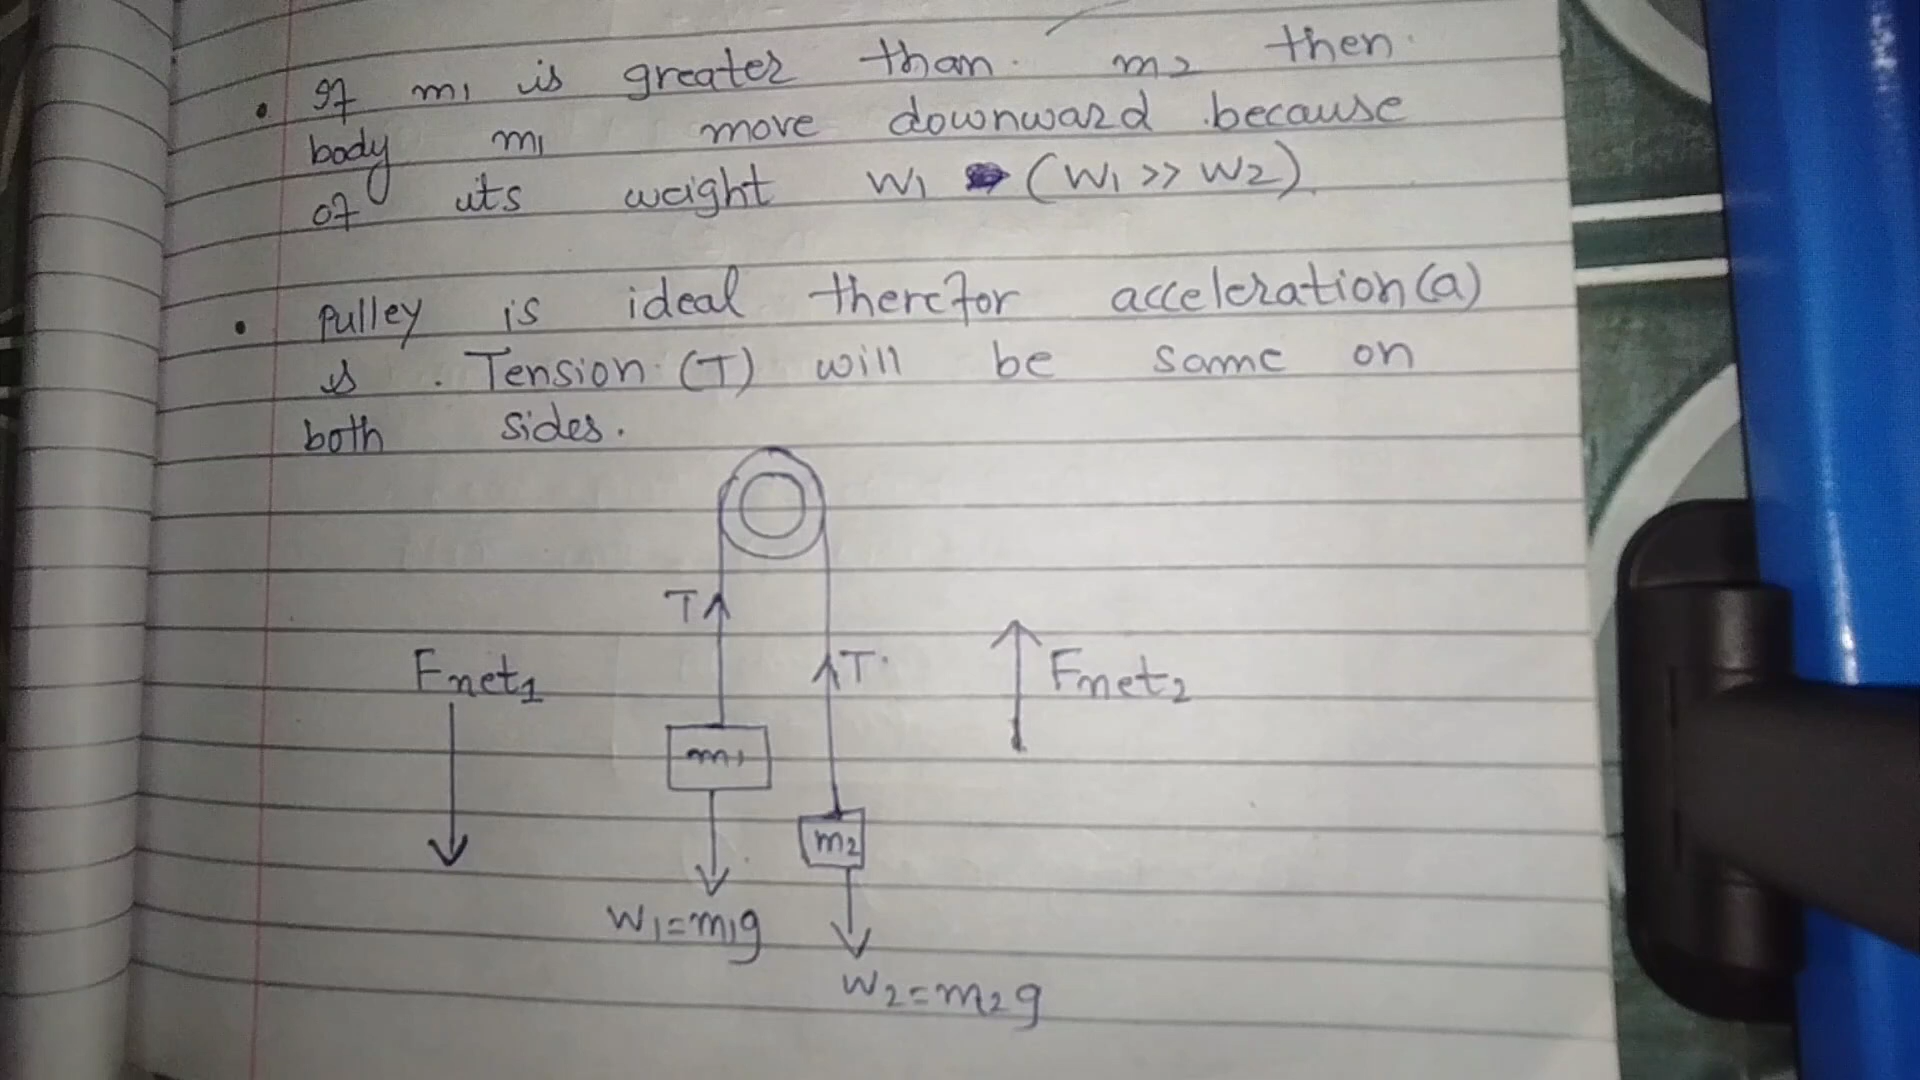 If m1 is greater than m2 then
body m1 move downward because
of its weight W1 (W1 >> W2)
Pulley is ideal therefor acceleration(a)
is . Tension (T) will be same on
both sides.
T
Fnet1
T
Fnet2
m1
m2
W1=m1g
W2=m2g